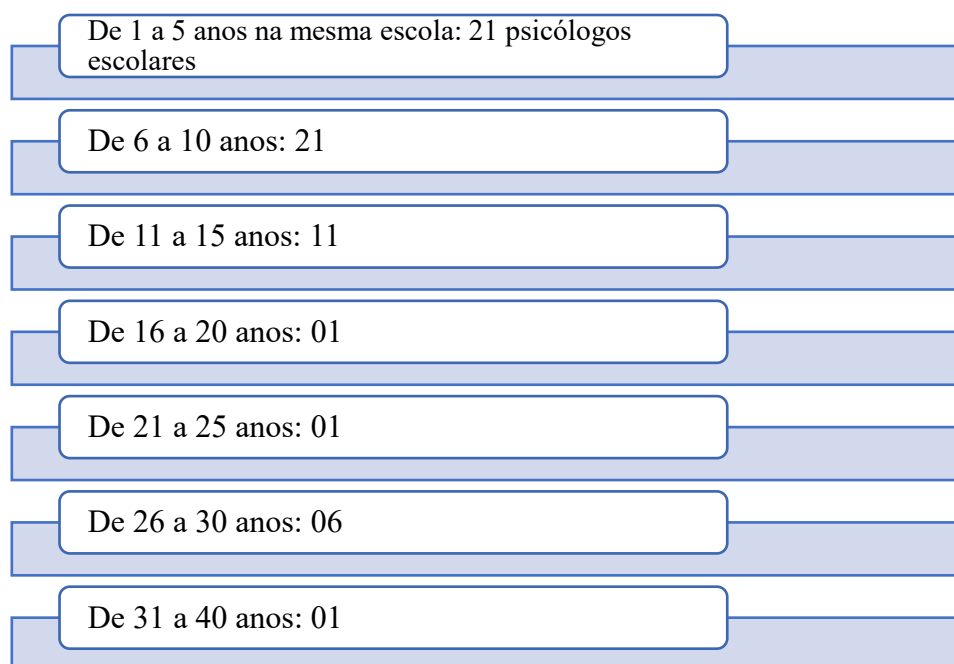 De 1 a 5 anos na mesma escola: 21 psicólogos
escolares
De 6 a 10 anos: 21
De 11 a 15 anos: 11
De 16 a 20 anos: 01
De 21 a 25 anos: 01
De 26 a 30 anos: 06
De 31 a 40 anos: 01